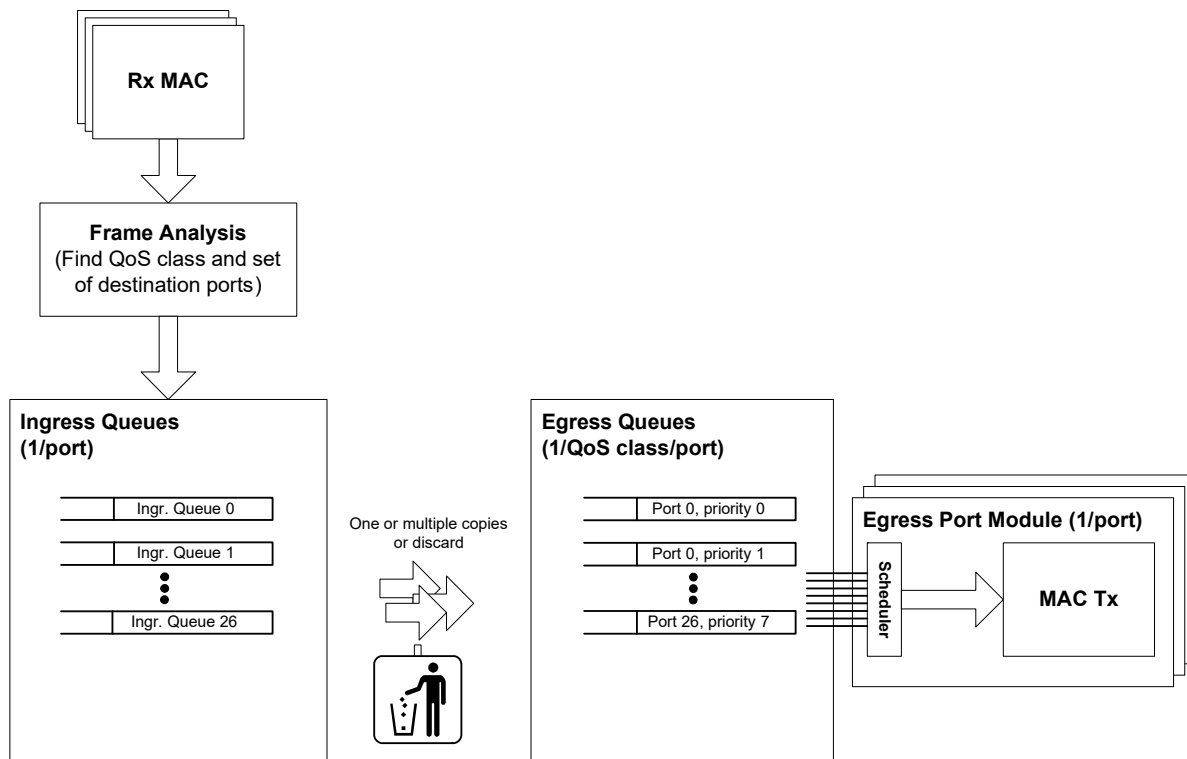 Rx MAC
Frame Analysis
(Find QoS class and set
of destination ports)
Ingress Queues
(1/port)
Ingr. Queue 0
Ingr. Queue 1
Ingr. Queue 26
One or multiple copies
or discard
Egress Queues
(1/QoS class/port)
Port 0, priority 0
Port 0, priority 1
Port 26, priority 7
Egress Port Module (1/port)
Scheduler
MAC Tx